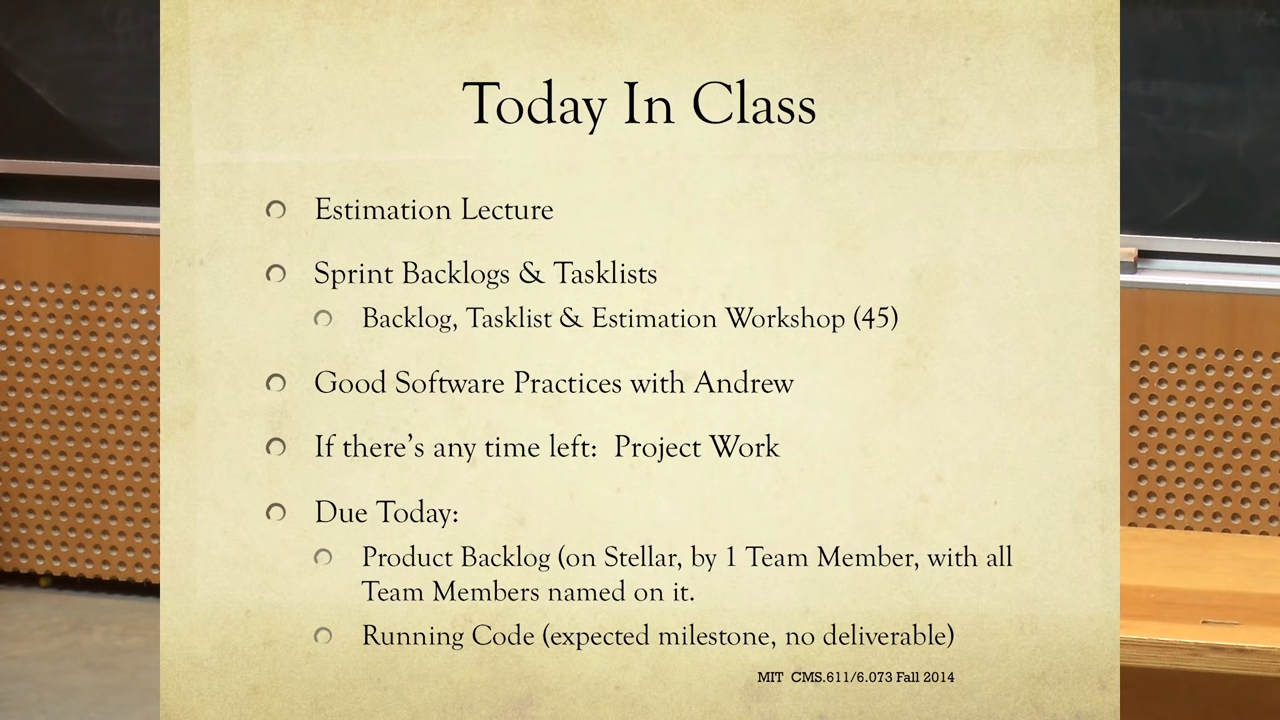 Today In Class
Estimation Lecture
Sprint Backlogs & Tasklists
Backlog, Tasklist & Estimation Workshop (45)
Good Software Practices with Andrew
If there's any time left:  Project Work
Due Today:
Product Backlog (on Stellar, by 1 Team Member, with all
Team Members named on it.
Running Code (expected milestone, no deliverable)
MIT  CMS.611/6.073 Fall 2014